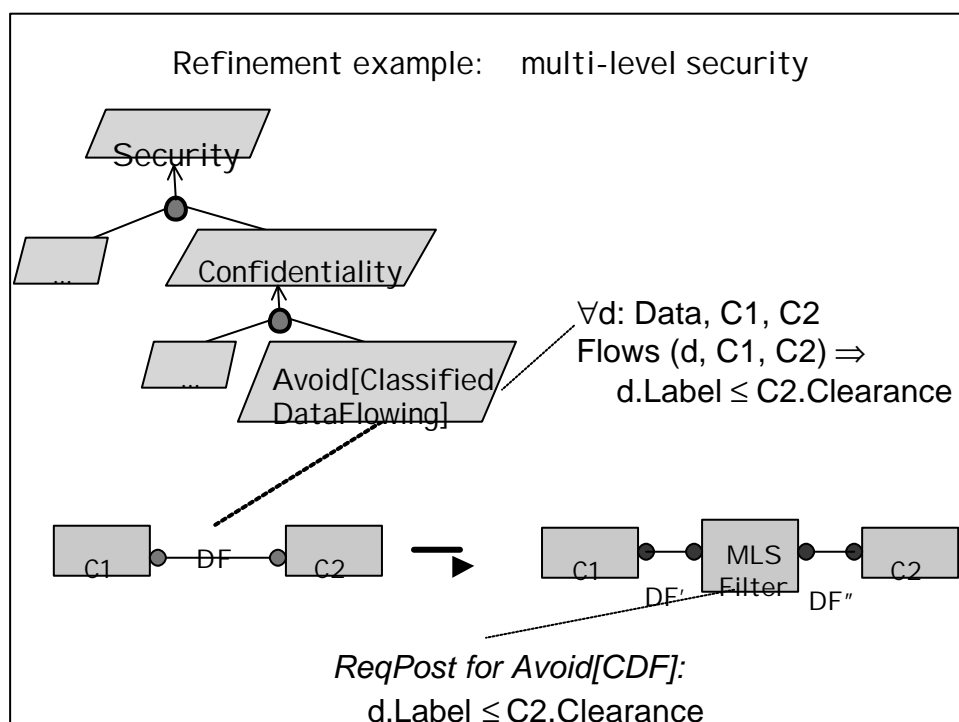 Refinement example: multi-level security
Security
...
Confidentiality
∀d: Data, C1, C2
Flows (d, C1, C2) ⇒
d.Label ≤ C2.Clearance
...
Avoid[Classified
DataFlowing]
C1
DF
C2
C1
MLS
Filter
C2
DF'
DF"
ReqPost for Avoid[CDF]:
d.Label ≤ C2.Clearance